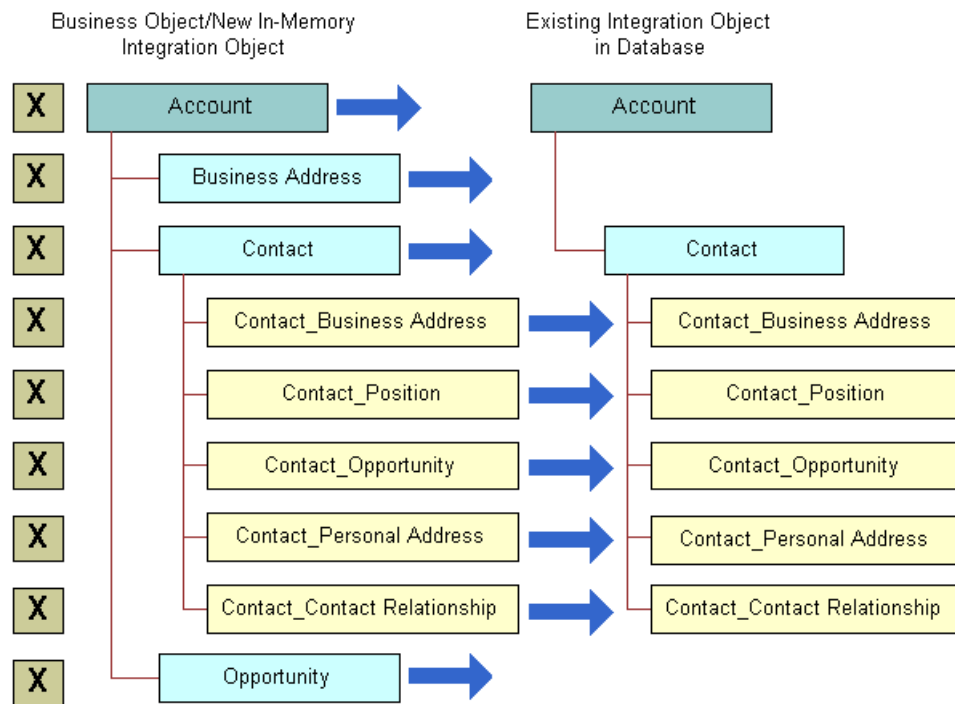 Business Object/New In-Memory
Integration Object
Existing Integration Object
in Database
X
Account
Account
X
Business Address
X
Contact
Contact
X
Contact_Business Address
Contact_Business Address
X
Contact_Position
Contact_Position
X
Contact_Opportunity
Contact_Opportunity
X
Contact_Personal Address
Contact_Personal Address
X
Contact_Contact Relationship
Contact_Contact Relationship
X
Opportunity